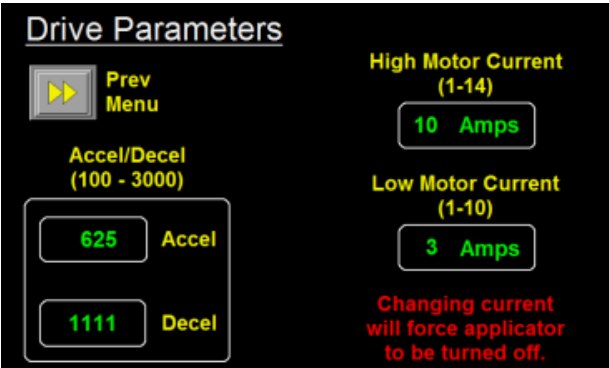 Drive Parameters
Prev
Menu
Accel/Decel
(100 - 3000)
625 Accel
1111 Decel
High Motor Current
(1-14)
10 Amps
Low Motor Current
(1-10)
3 Amps
Changing current
will force applicator
to be turned off.